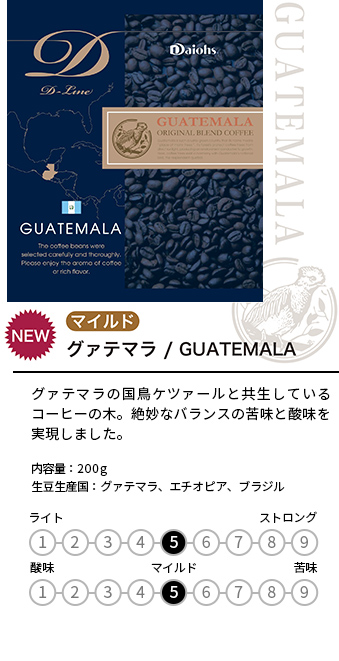 D
D-Line
Daiohs
GUATEMALA
GUATEMALA
ORIGINAL BLEND COFFEE
GUATEMALA
The coffee beans were
selected carefully and thoroughly.
Please enjoy the aroma of coffee
or rich flavor.
NEW
マイルド
グァテマラ / GUATEMALA
グァテマラの国鳥ケツァールと共生している
コーヒーの木。絶妙なバランスの苦味と酸味を
実現しました。
内容量：200g
生豆生産国：グァテマラ、エチオピア、ブラジル
ライト ストロング
1 2 3 4 5 6 7 8 9
酸味 マイルド 苦味
1 2 3 4 5 6 7 8 9